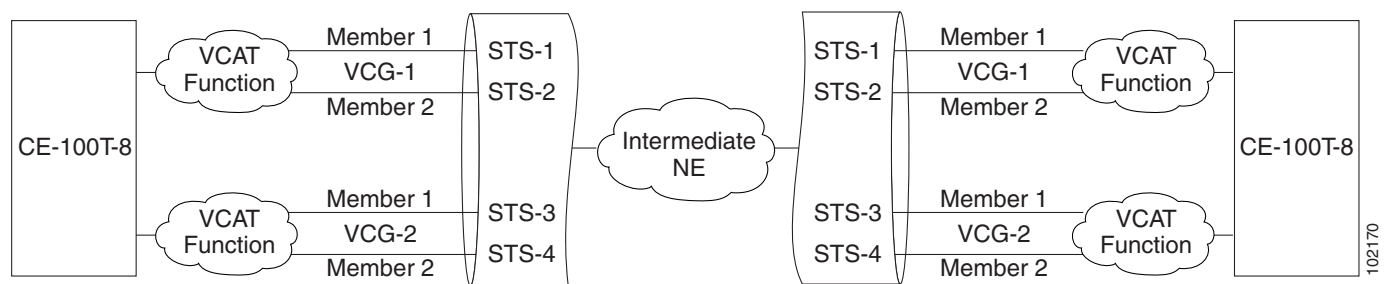 CE-100T-8
VCAT
Function
Member 1
VCG-1
Member 2
STS-1
STS-2
VCAT
Function
Member 1
VCG-2
Member 2
STS-3
STS-4
Intermediate
NE
STS-1
STS-2
Member 1
VCG-1
Member 2
VCAT
Function
STS-3
STS-4
Member 1
VCG-2
Member 2
VCAT
Function
CE-100T-8
102170